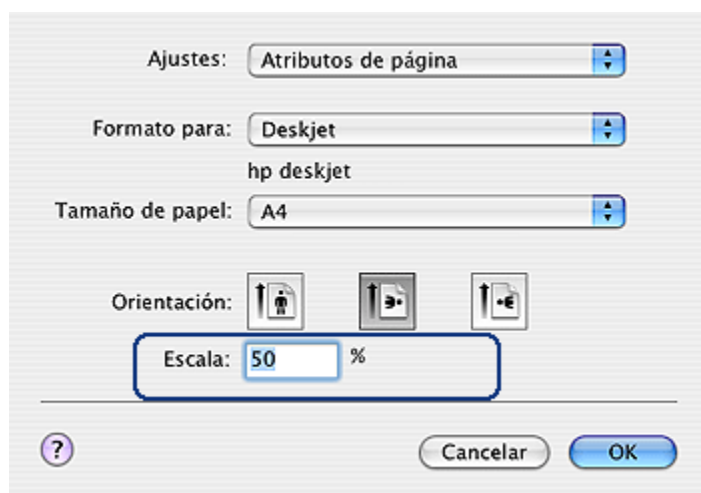 Ajustes: Atributos de página
Formato para: Deskjet
hp deskjet
Tamaño de papel: A4
Orientación:
Escala: 50 %
? Cancelar OK